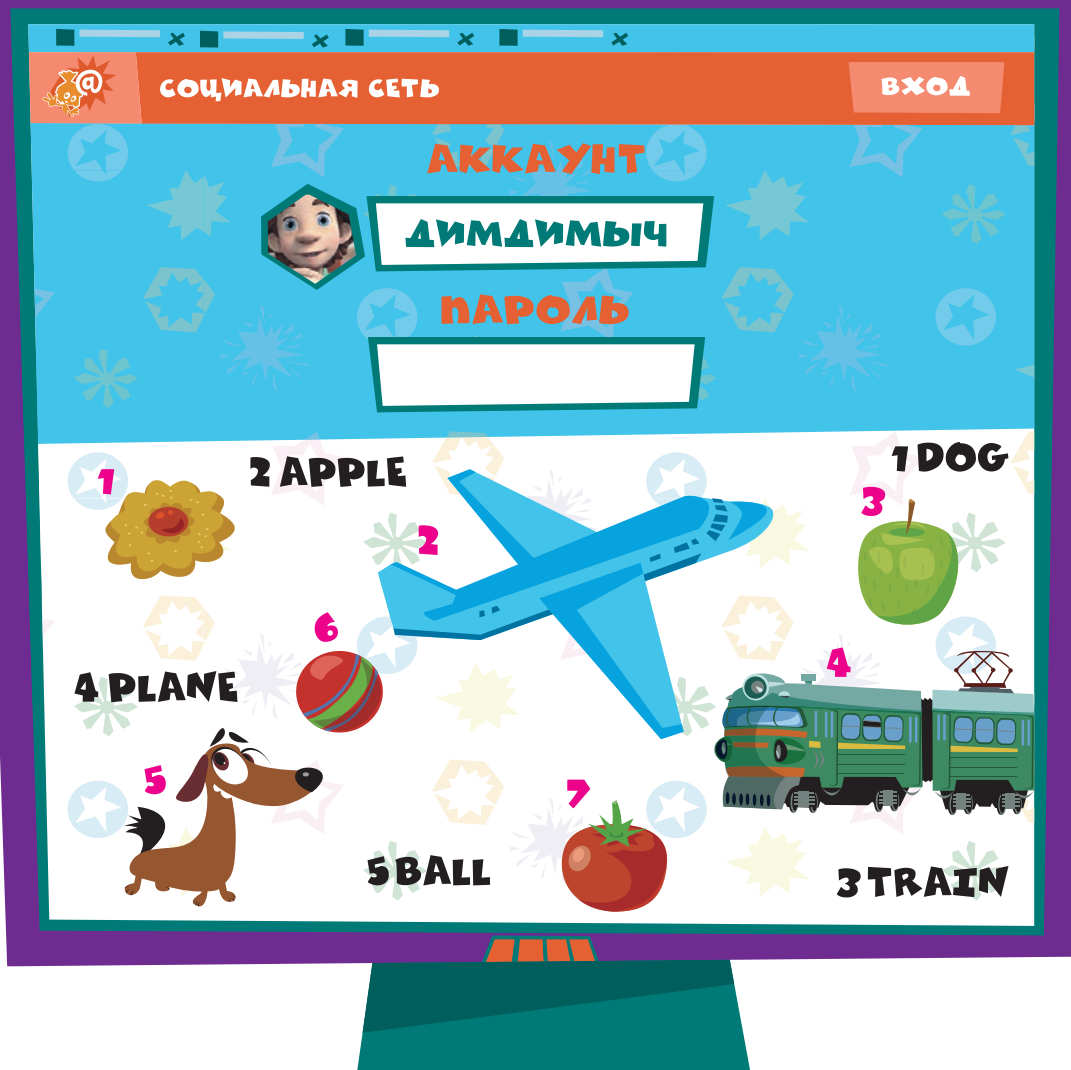 @
СОЦИАЛЬНАЯ СЕТЬ
ВХОД
АККАУНТ
ДИМДИМЫЧ
ПАРОЛЬ
1 DOG
2 APPLE
1
3
2
6
4
4 PLANE
5
7
5 BALL
3 TRAIN